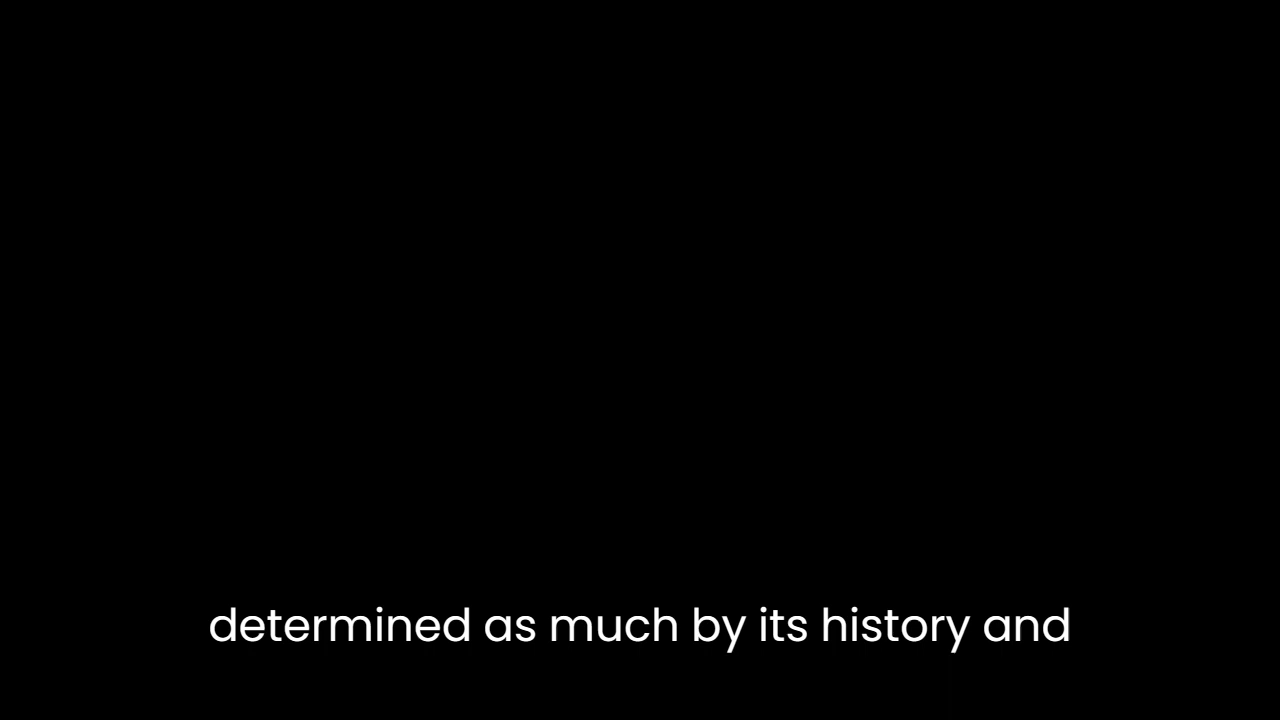 determined as much by its history and